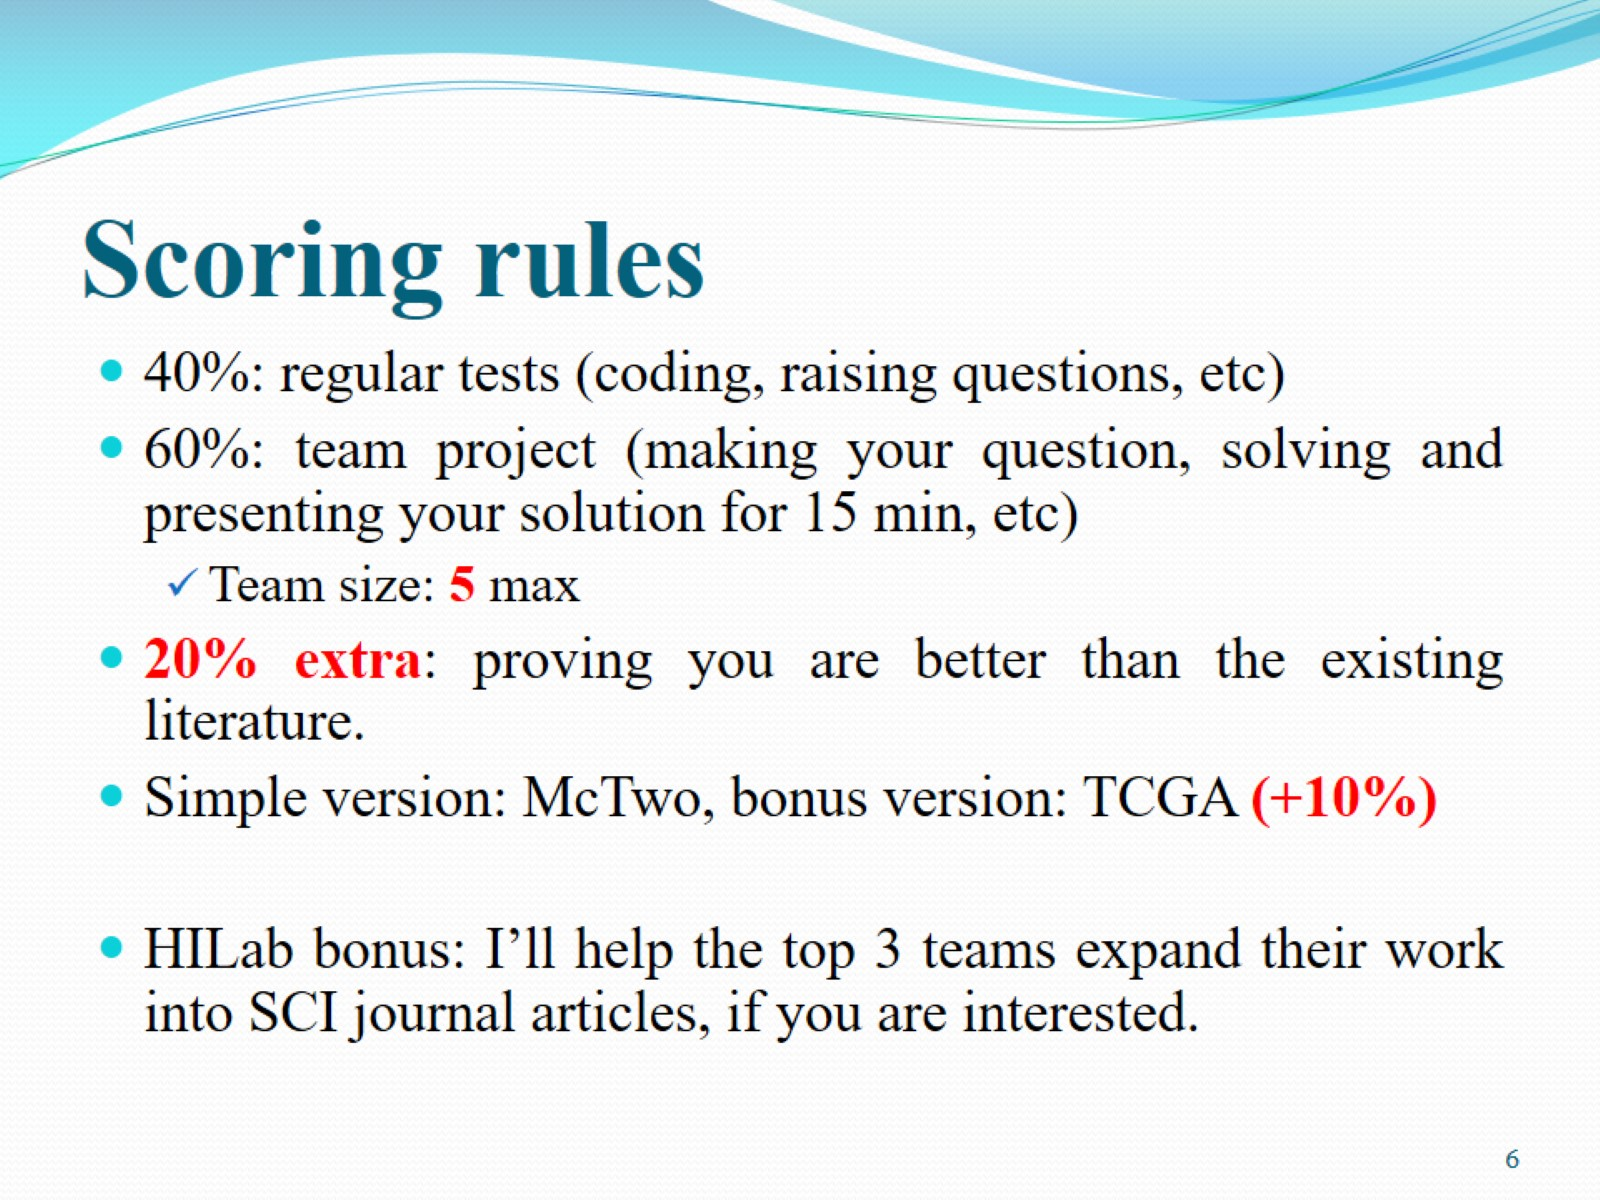 Scoring rules
40%: regular tests (coding, raising questions, etc)
60%: team project (making your question, solving and
presenting your solution for 15 min, etc)
Team size: 5 max
20% extra: proving you are better than the existing
literature.
Simple version: McTwo, bonus version: TCGA (+10%)
HILab bonus: I’ll help the top 3 teams expand their work
into SCI journal articles, if you are interested.
6